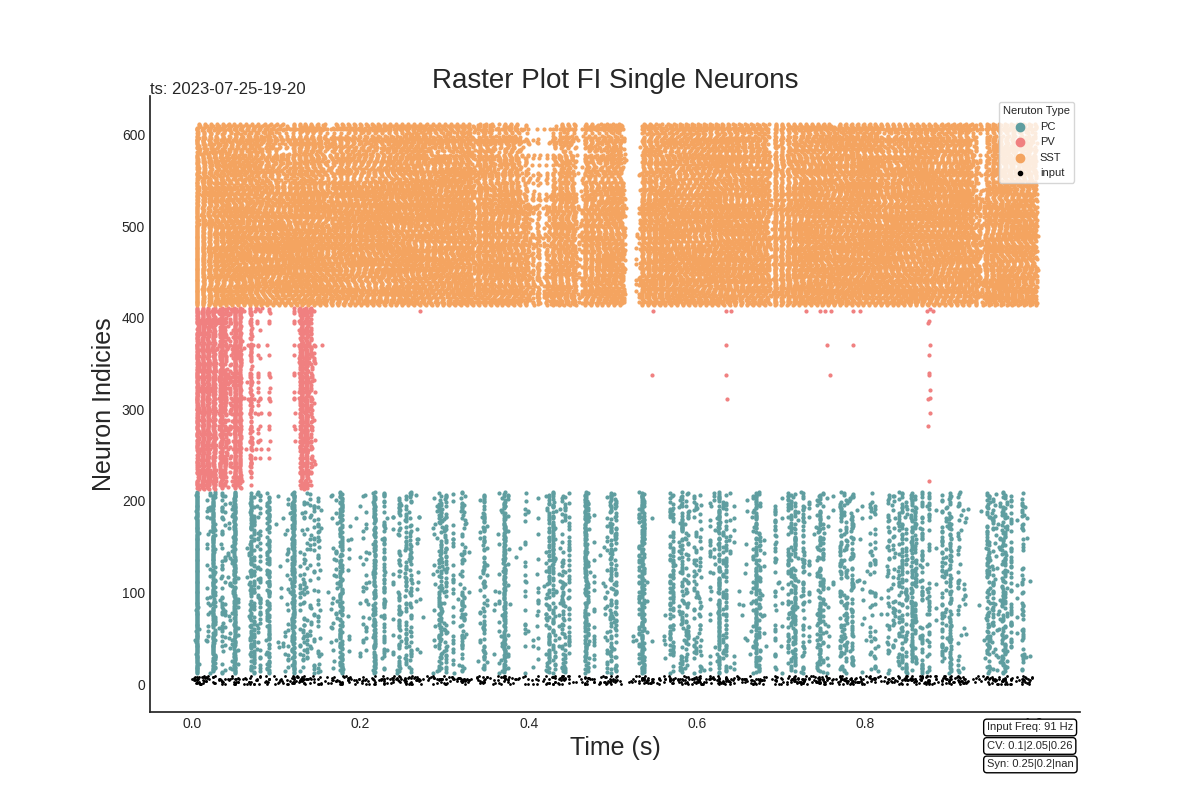 Raster Plot FI Single Neurons
ts: 2023-07-25-19-20
Neruton Type
PC
PV
SST
input
Neuron Indicies
600
500
400
300
200
100
0
0.0
0.2
0.4
0.6
0.8
Time (s)
Input Freq: 91 Hz
CV: 0.1|2.05|0.26
Syn: 0.25|0.2|nan